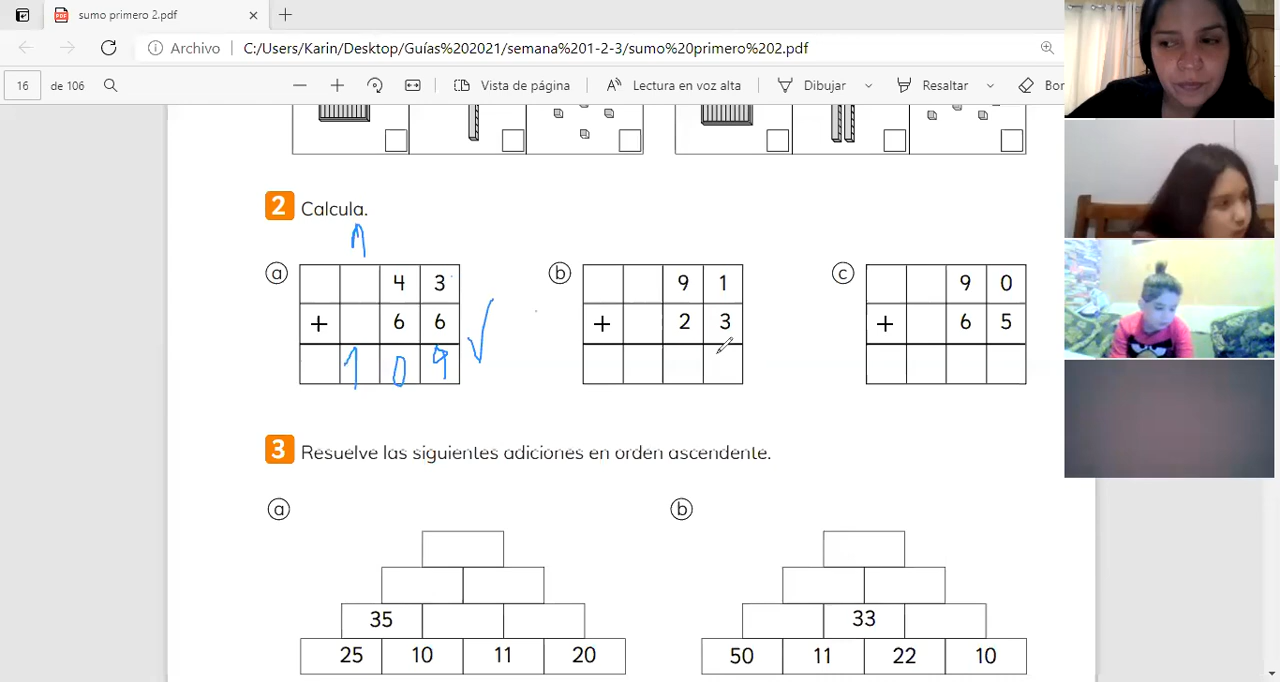 sumo primero 2.pdf
Archivo C:/Users/Karin/Desktop/Guías%202021/semana%201-2-3/sumo%20primero%202.pdf
16 de 106 Vista de página Lectura en voz alta Dibujar Resaltar Bor
2 Calcula.
1
a b c
4 3 9 1 9 0
+ 6 6 + 2 3 + 6 5
1 0 9
3 Resuelve las siguientes adiciones en orden ascendente.
a b
35 33
25 10 11 20 50 11 22 10